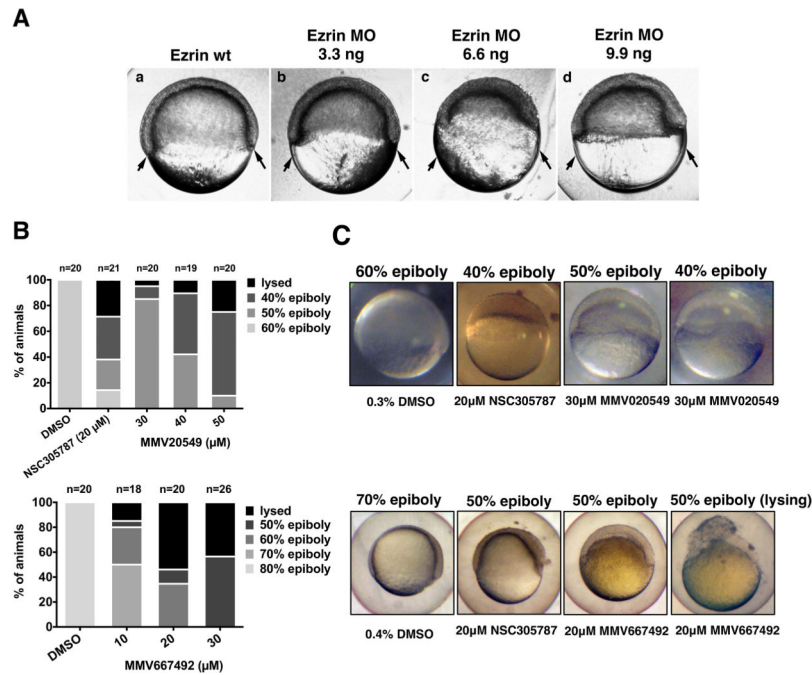 A
Ezrin wt
Ezrin MO
3.3 ng
Ezrin MO
6.6 ng
Ezrin MO
9.9 ng
a
b
c
d
B
n=20 n=21 n=20 n=19 n=20
100
80
60
40
20
0
% of animals
lysed
40% epiboly
50% epiboly
60% epiboly
DMSO
NSC305787 (20 µM)
30
40
50
MMV20549 (µM)
n=20 n=18 n=20 n=26
100
80
60
40
20
0
% of animals
lysed
50% epiboly
60% epiboly
70% epiboly
80% epiboly
DMSO
10
20
30
MMV667492 (µM)
C
60% epiboly 40% epiboly 50% epiboly 40% epiboly
0.3% DMSO 20µM NSC305787 30µM MMV020549 30µM MMV020549
70% epiboly 50% epiboly 50% epiboly 50% epiboly (lysing)
0.4% DMSO 20µM NSC305787 20µM MMV667492 20µM MMV667492